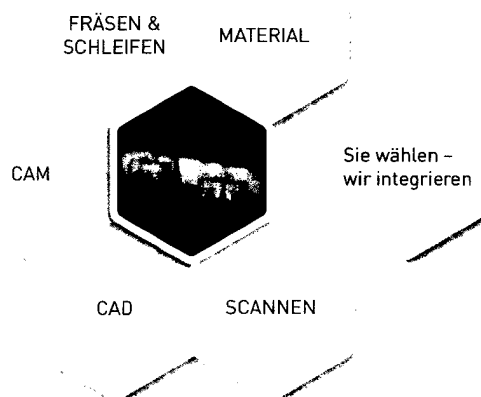 FRÄSEN &
SCHLEIFEN
MATERIAL
CAM
Sie wählen –
wir integrieren
CAD
SCANNEN